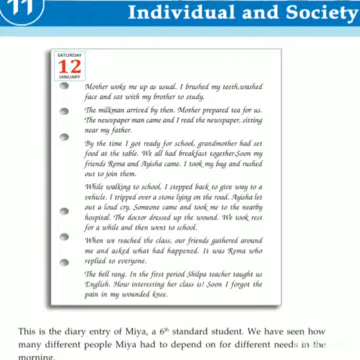 11
Individual and Society
SATURDAY
12
JANUARY
Mother woke me up as usual. I brushed my teeth,washed
face and sat with my brother to study.
The milkman arrived by then. Mother prepared tea for us.
The newspaper man came and I read the newspaper, sitting
near my father.
By the time I got ready for school, grandmother had set
food at the table. We all had breakfast together.Soon my
friends Rema and Ayisha came. I took my bag and rushed
out to join them.
While walking to school, I stepped back to give way to a
vehicle. I tripped over a stone lying on the road. Ayisha let
out a loud cry. Someone came and took me to the nearby
hospital. The doctor dressed up the wound. We took rest
for a while and then went to school.
When we reached the class, our friends gathered around
me and asked what had happened. It was Rema who
replied to everyone.
The bell rang. In the first period Shilpa teacher taught us
English. How interesting her class is! Soon I forgot the
pain in my wounded knee.
This is the diary entry of Miya, a 6th standard student. We have seen how
many different people Miya had to depend on for different needs in the
morning.